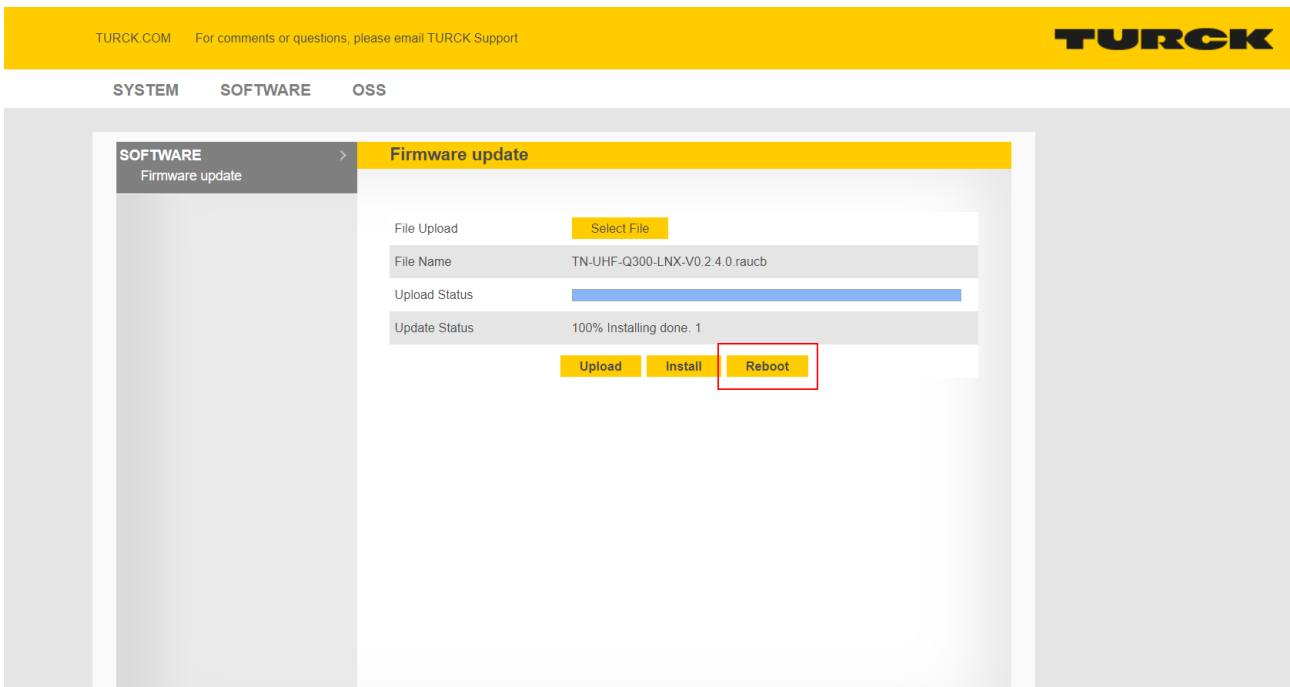 TURCK.COM For comments or questions, please email TURCK Support
TURCK
SYSTEM SOFTWARE OSS
SOFTWARE
Firmware update
Firmware update
File Upload Select File
File Name TN-UHF-Q300-LNX-V0.2.4.0.raucb
Upload Status
Update Status 100% Installing done. 1
Upload Install Reboot